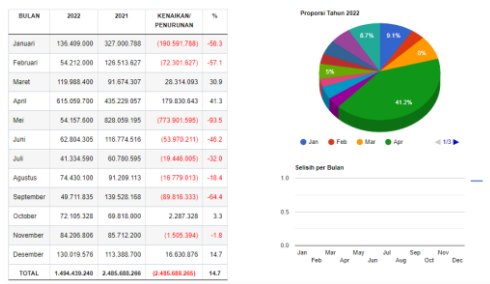 BULAN 2022 2021 KENAIKAN/ PENURUNAN %
Januari 136.409.000 327.000.788 (190.591.788) -58.3
Februari 54.212.000 126.513.627 (72.301.627) -57.1
Maret 119.988.400 91.674.307 28.314.093 30.9
April 615.059.700 435.229.057 179.830.643 41.3
Mei 54.157.600 828.059.195 (773.901.595) -93.5
Juni 62.804.305 116.774.516 (53.970.211) -46.2
Juli 41.334.590 60.780.595 (19.446.005) -32.0
Agustus 74.430.100 91.209.113 (16.779.013) -18.4
September 49.711.835 139.528.168 (89.816.333) -64.4
October 72.105.328 69.818.000 2.287.328 3.3
November 84.206.806 85.712.200 (1.505.394) -1.8
Desember 130.019.576 113.388.700 16.630.876 14.7
TOTAL 1.494.439.240 2.485.688.266 (2.485.688.266) 14.7
Proporsi Tahun 2022
8.7% 9.1%
8%
5%
41.2%
Jan Feb Mar Apr 1/3
Selisih per Bulan
1.0
0.5
0.0
Jan Mar May Jul Sep Nov
Feb Apr Jun Aug Oct Dec